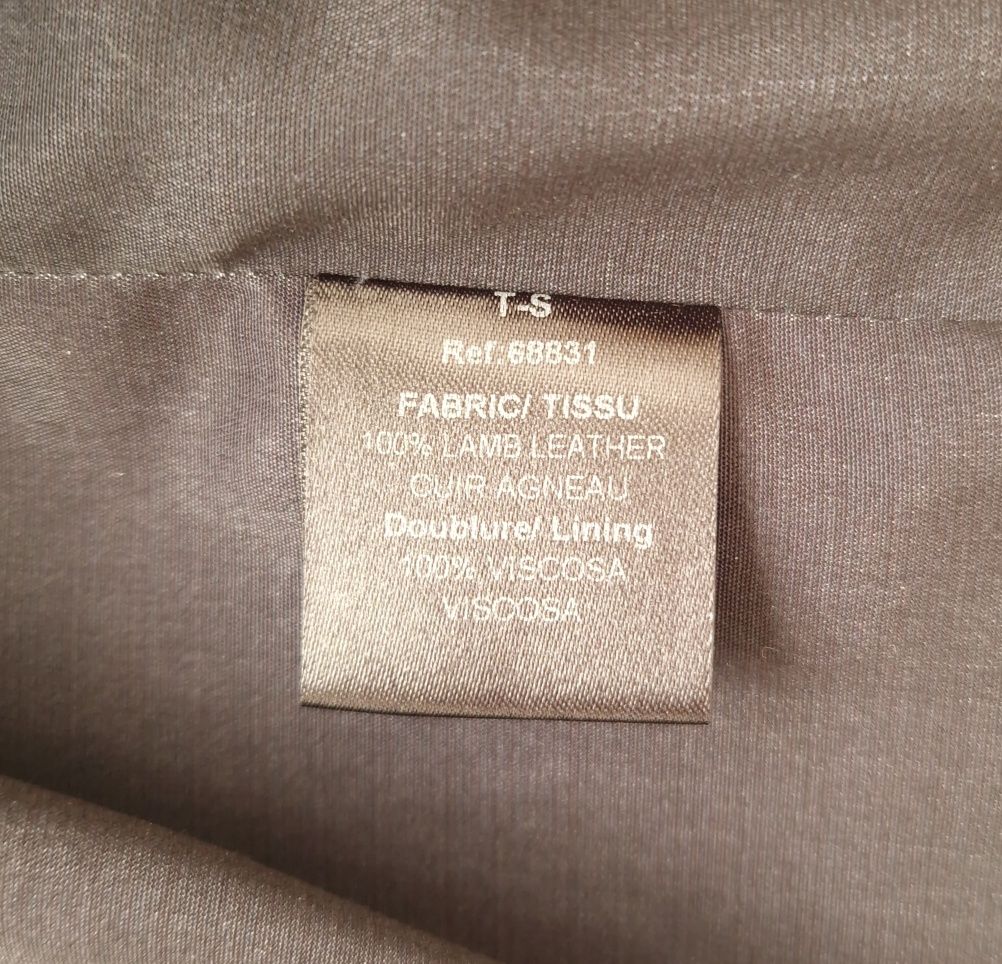 T-S
Ref:68831
FABRIC/ TISSU
100% LAMB LEATHER
CUIR AGNEAU
Doublure/ Lining
100% VISCOSA
VISCOSA